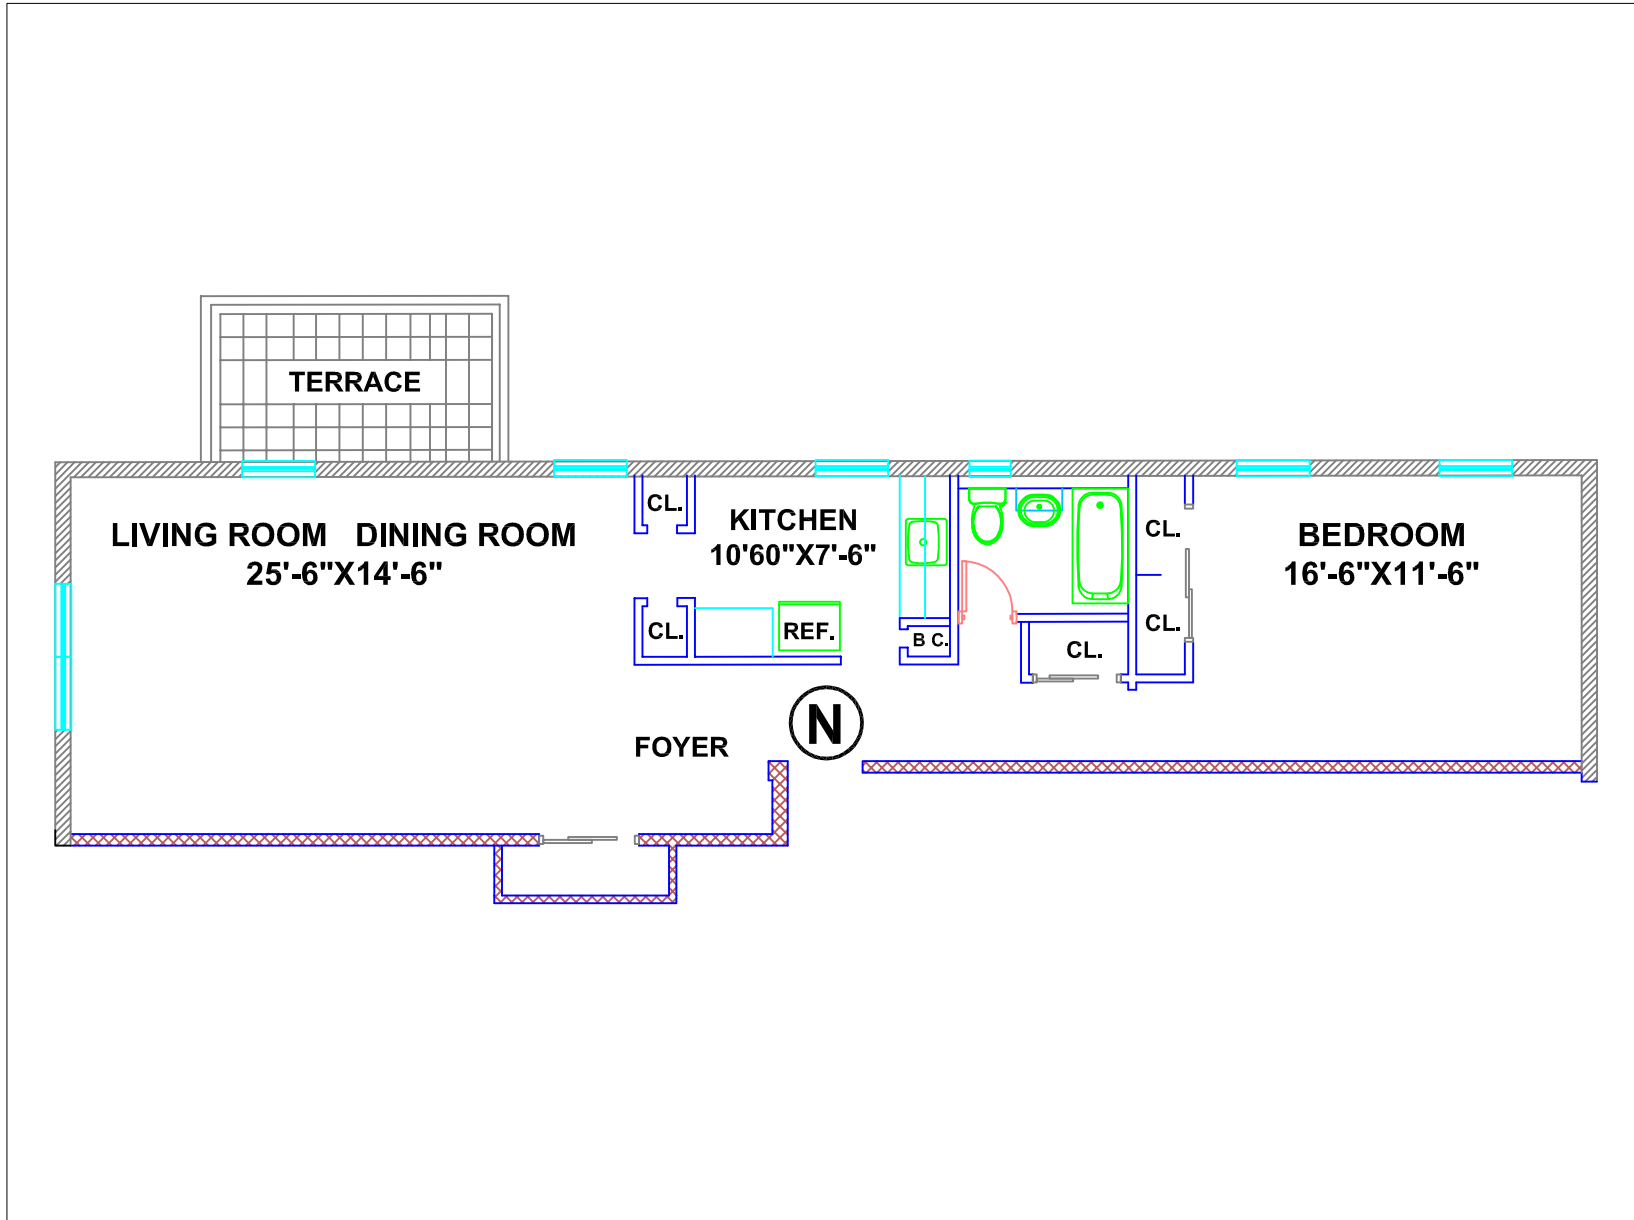 TERRACE
LIVING ROOM DINING ROOM
25'-6"X14'-6"
CL.
KITCHEN
10'60"X7'-6"
CL.
REF.
B C.
CL.
CL.
CL.
BEDROOM
16'-6"X11'-6"
FOYER
N